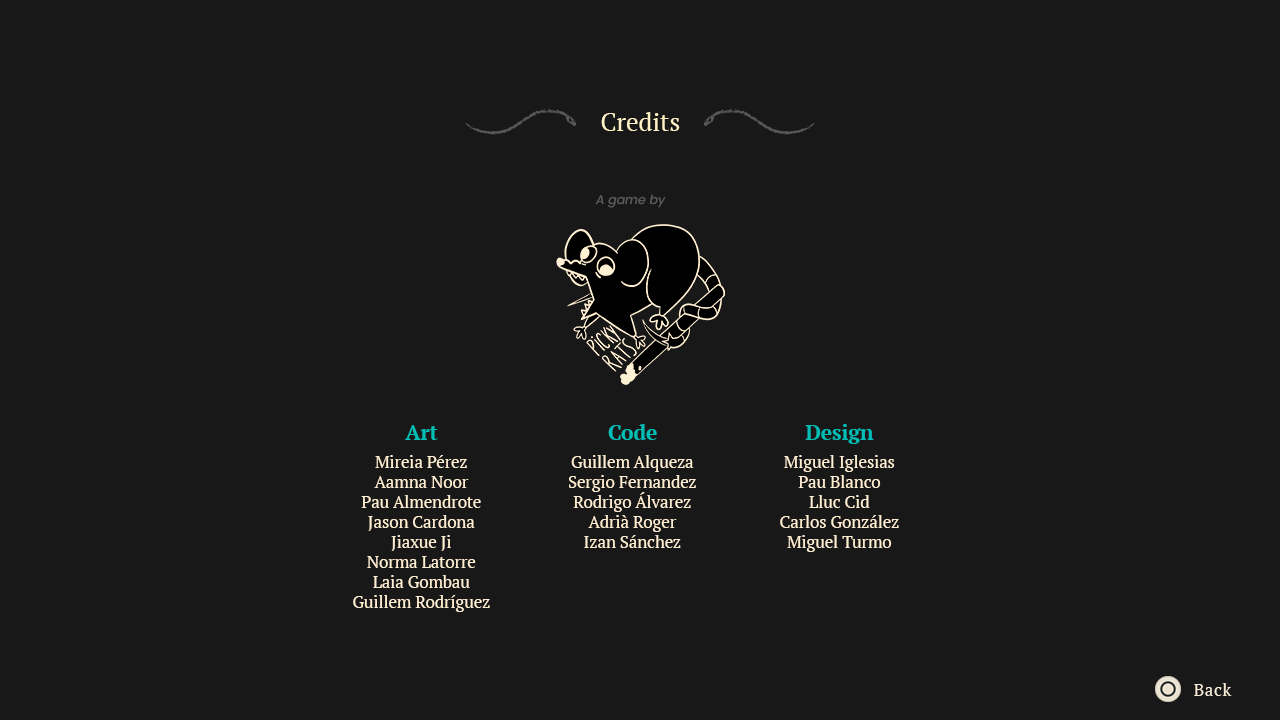 Credits
A game by
PICKY
RATS
Art
Mireia Pérez
Aamna Noor
Pau Almendrote
Jason Cardona
Jiaxue Ji
Norma Latorre
Laia Gombau
Guillem Rodríguez
Code
Guillem Alqueza
Sergio Fernandez
Rodrigo Álvarez
Adrià Roger
Izan Sánchez
Design
Miguel Iglesias
Pau Blanco
Lluc Cid
Carlos González
Miguel Turmo
Back